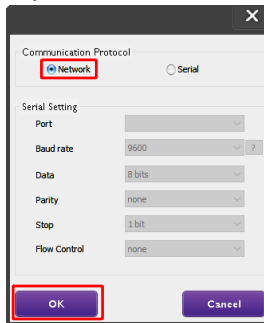 Communication Protocol
Network Serial
Serial Setting
Port
Baud rate 9600 ?
Data 8 bits
Parity none
Stop 1 bit
Flow Control none
OK Cancel